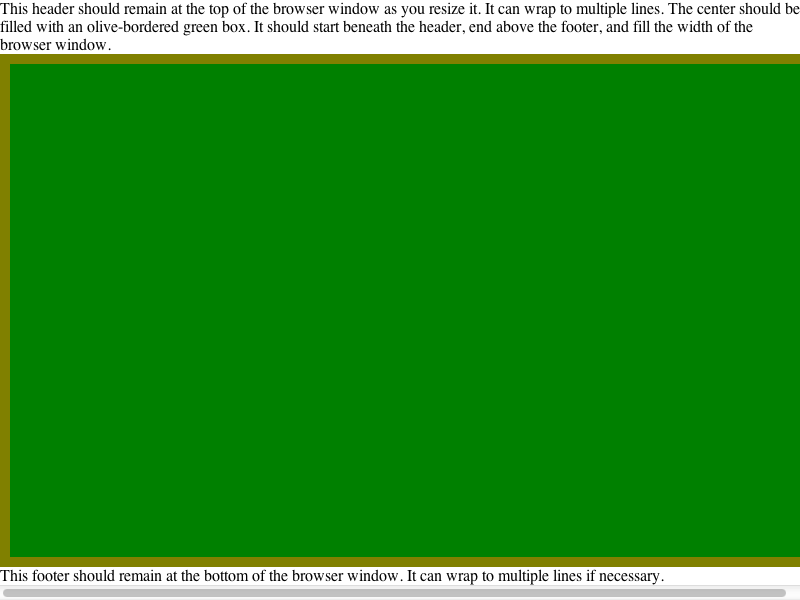 This header should remain at the top of the browser window as you resize it. It can wrap to multiple lines. The center should be
filled with an olive-bordered green box. It should start beneath the header, end above the footer, and fill the width of the
browser window.
This footer should remain at the bottom of the browser window. It can wrap to multiple lines if necessary.